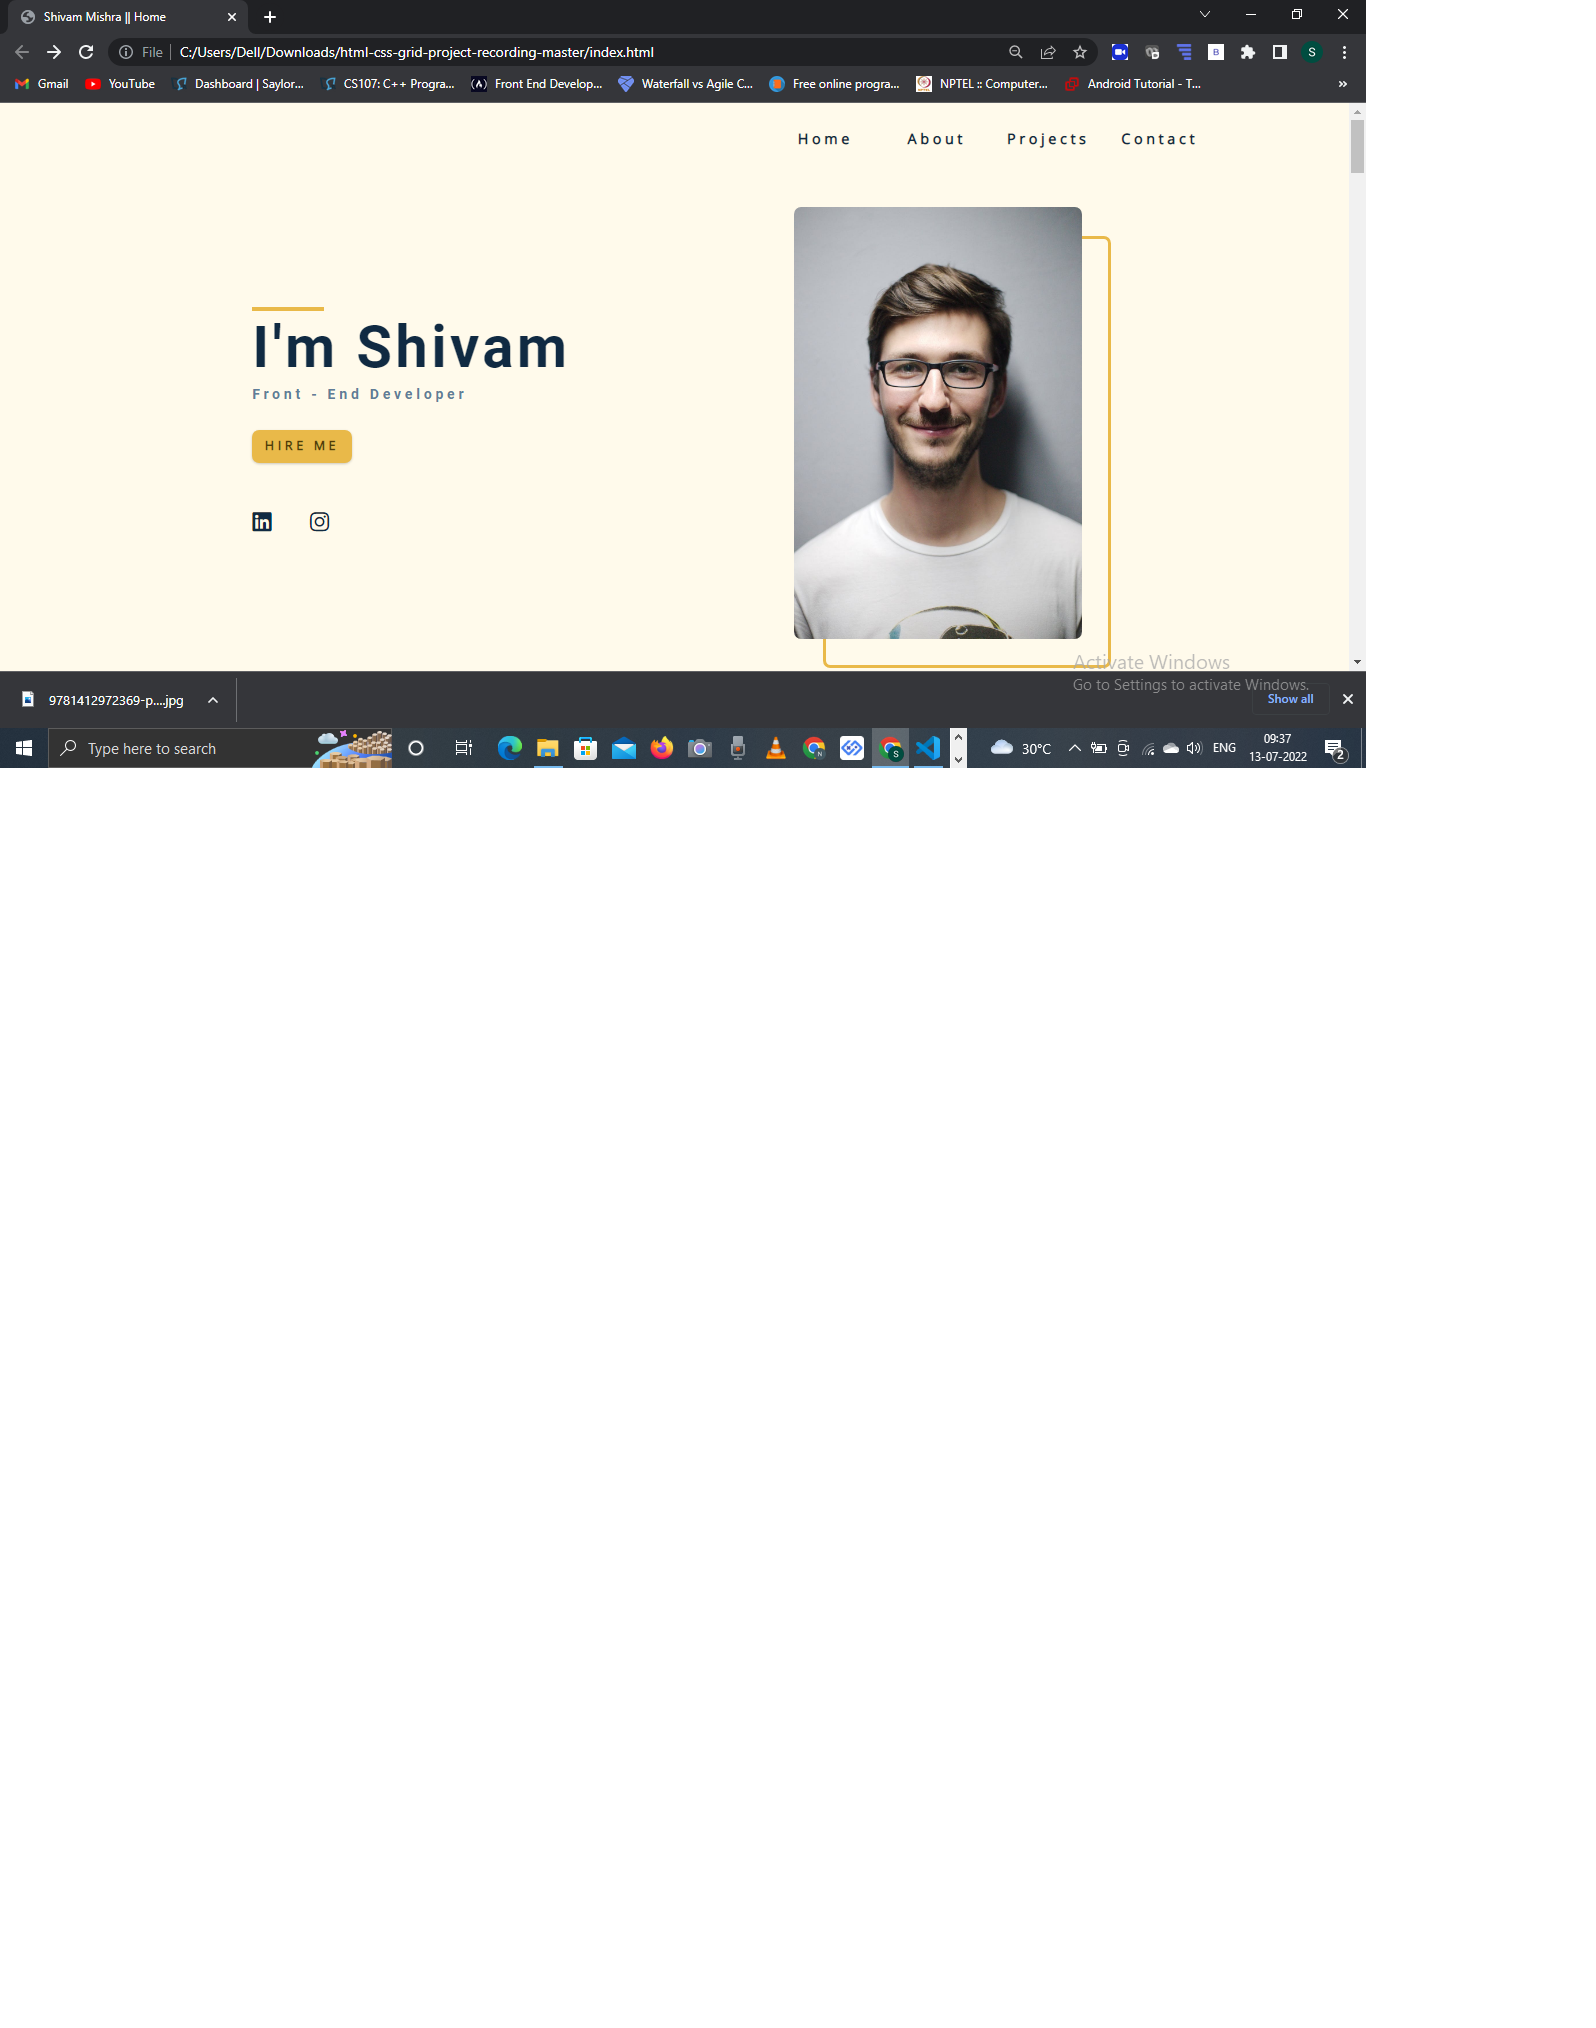 Shivam Mishra || Home
File C:/Users/Dell/Downloads/html-css-grid-project-recording-master/index.html
Gmail YouTube Dashboard | Saylor... CS107: C++ Progra... Front End Develop... Waterfall vs Agile C... Free online progra... NPTEL :: Computer... Android Tutorial - T... »
Home About Projects Contact
I'm Shivam
Front - End Developer
HIRE ME
Activate Windows
Go to Settings to activate Windows.
9781412972369-p....jpg Show all
Type here to search 30°C ENG 09:37
13-07-2022 2